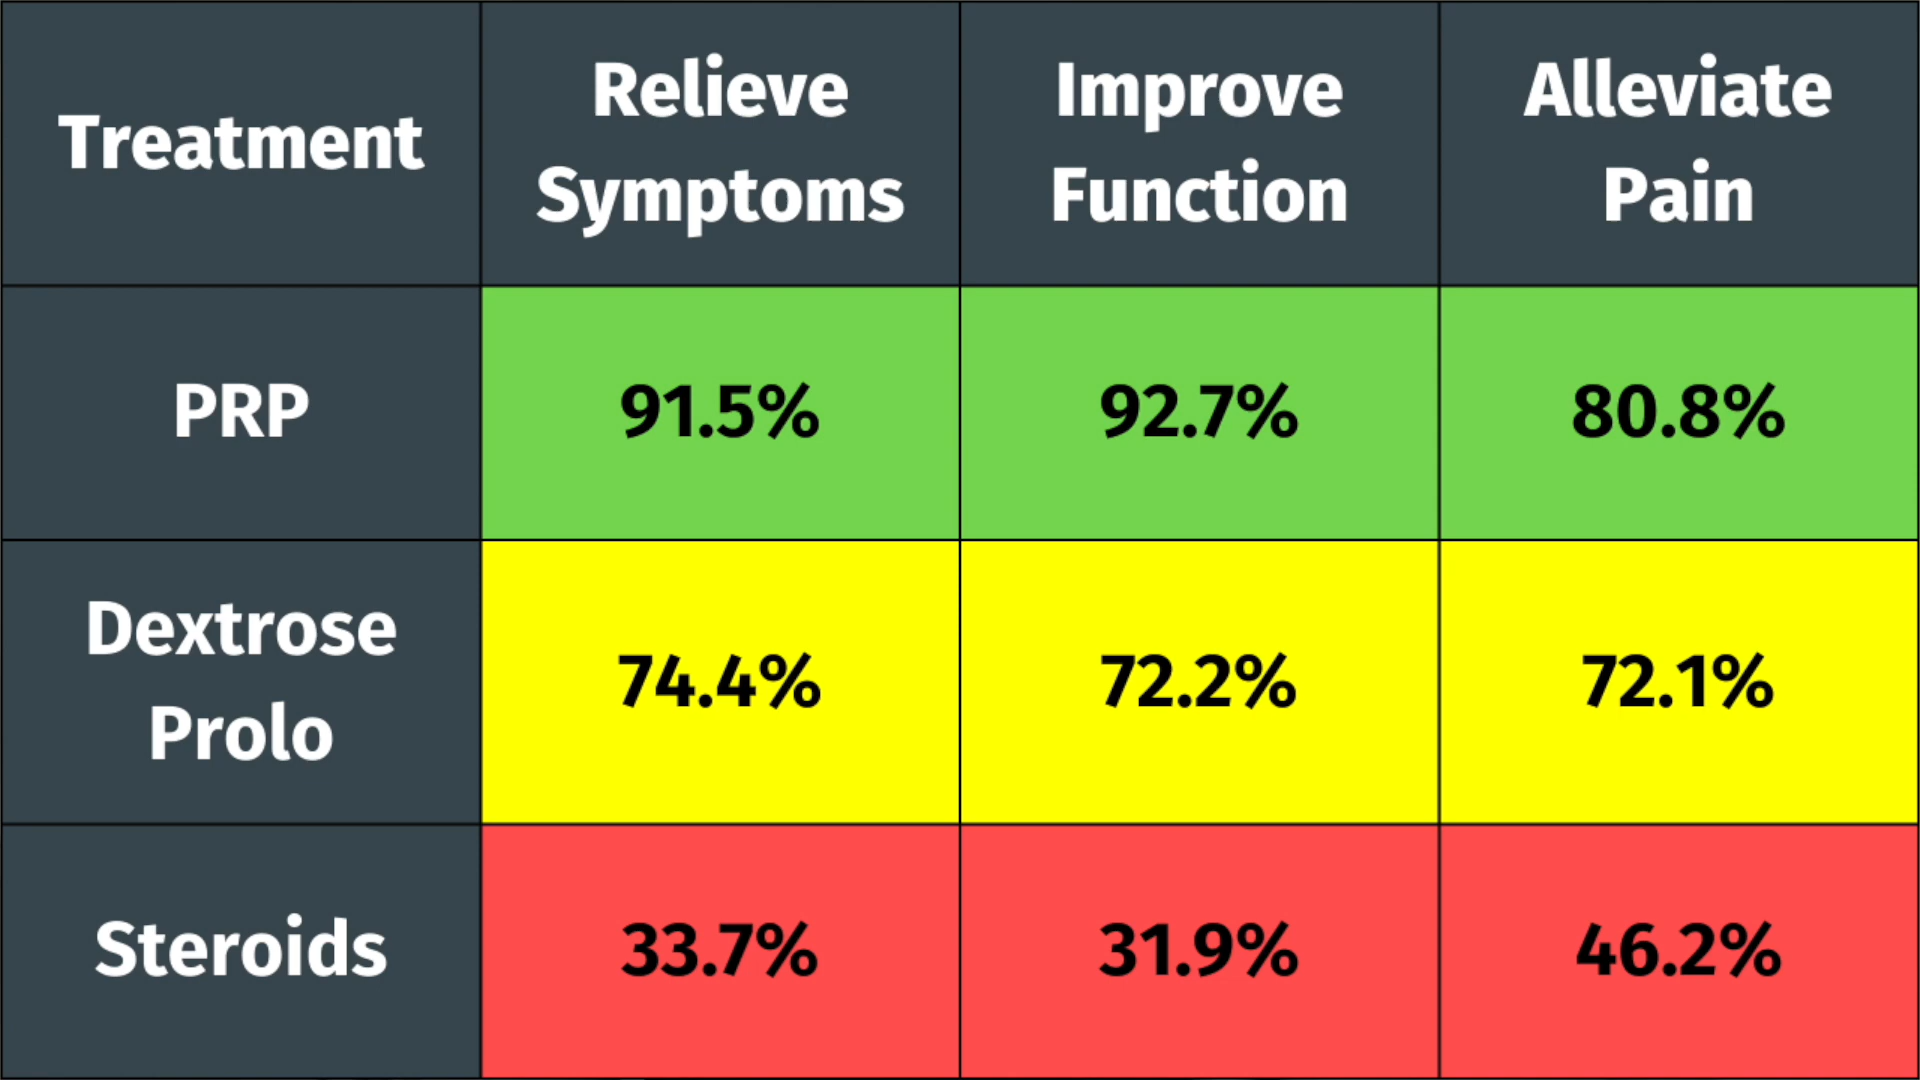 Treatment
Relieve
Symptoms
Improve
Function
Alleviate
Pain
PRP
91.5%
92.7%
80.8%
Dextrose
Prolo
74.4%
72.2%
72.1%
Steroids
33.7%
31.9%
46.2%